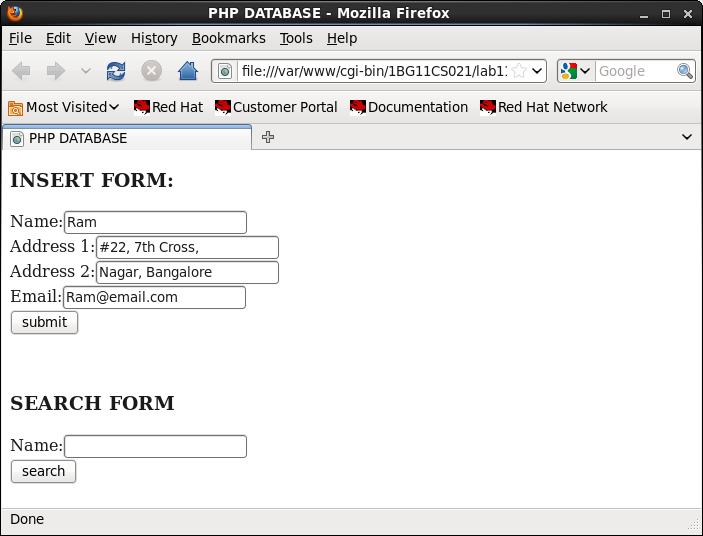 PHP DATABASE - Mozilla Firefox
File Edit View History Bookmarks Tools Help
file:///var/www/cgi-bin/1BG11CS021/lab1 Google
Most Visited Red Hat Customer Portal Documentation Red Hat Network
PHP DATABASE
INSERT FORM:
Name: Ram
Address 1: #22, 7th Cross,
Address 2: Nagar, Bangalore
Email: Ram@email.com
submit
SEARCH FORM
Name:
search
Done